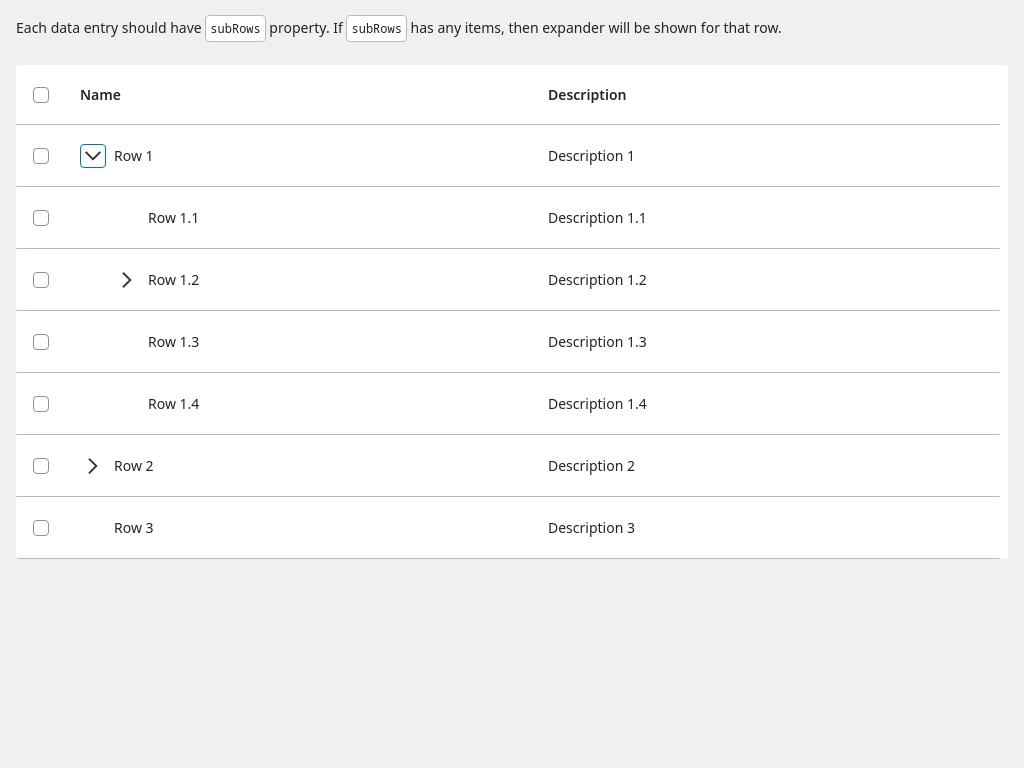 Each data entry should have subRows property. If subRows has any items, then expander will be shown for that row.
Name Description
Row 1 Description 1
Row 1.1 Description 1.1
Row 1.2 Description 1.2
Row 1.3 Description 1.3
Row 1.4 Description 1.4
Row 2 Description 2
Row 3 Description 3